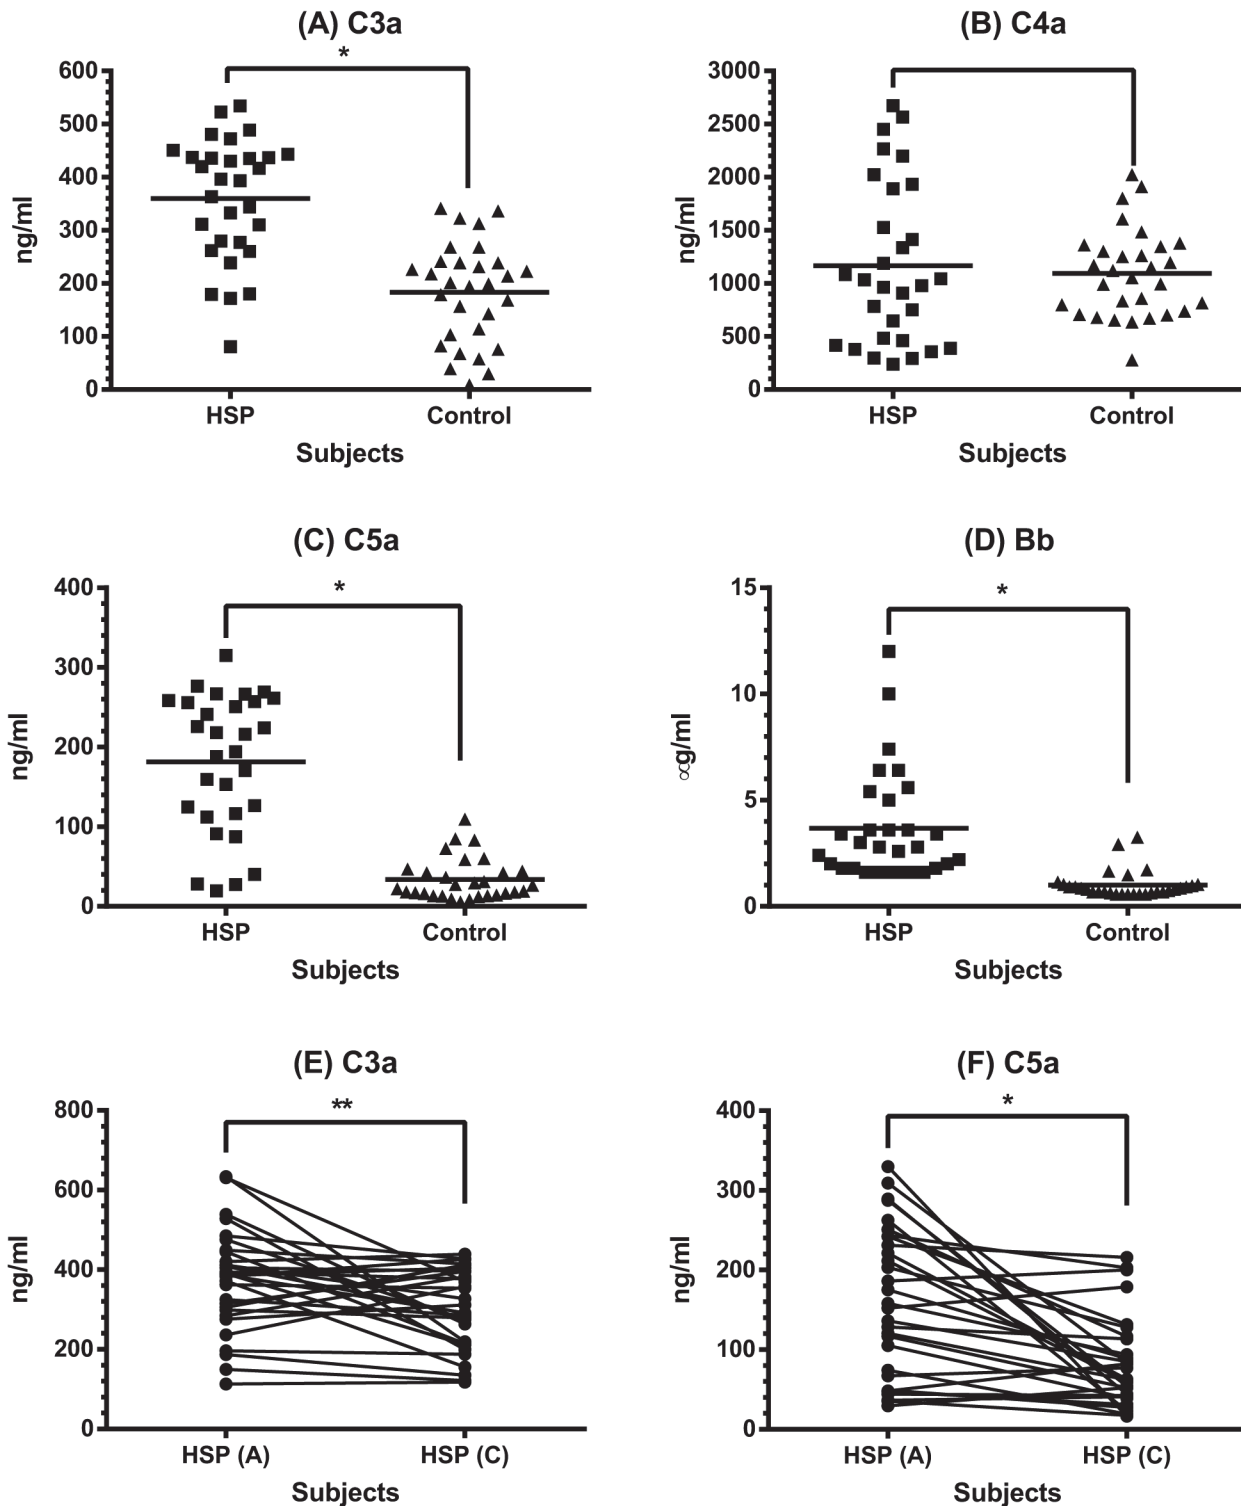 (A) C3a
*
600
500
400
300
200
100
0
ng/ml
HSP
Control
Subjects
(B) C4a
3000
2500
2000
1500
1000
500
0
ng/ml
HSP
Control
Subjects
(C) C5a
*
400
300
200
100
0
ng/ml
HSP
Control
Subjects
(D) Bb
*
15
10
5
0
∝g/ml
HSP
Control
Subjects
(E) C3a
**
800
600
400
200
0
ng/ml
HSP (A)
HSP (C)
Subjects
(F) C5a
*
400
300
200
100
0
ng/ml
HSP (A)
HSP (C)
Subjects